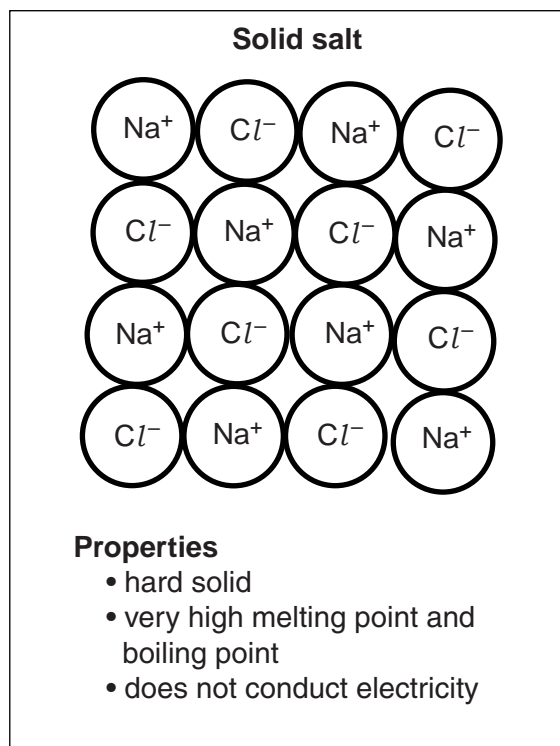 Solid salt
Na⁺ Cl⁻ Na⁺ Cl⁻
Cl⁻ Na⁺ Cl⁻ Na⁺
Na⁺ Cl⁻ Na⁺ Cl⁻
Cl⁻ Na⁺ Cl⁻ Na⁺
Properties
• hard solid
• very high melting point and
boiling point
• does not conduct electricity